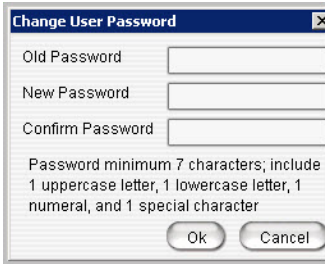 Change User Password
Old Password
New Password
Confirm Password
Password minimum 7 characters; include
1 uppercase letter, 1 lowercase letter, 1
numeral, and 1 special character
Ok Cancel